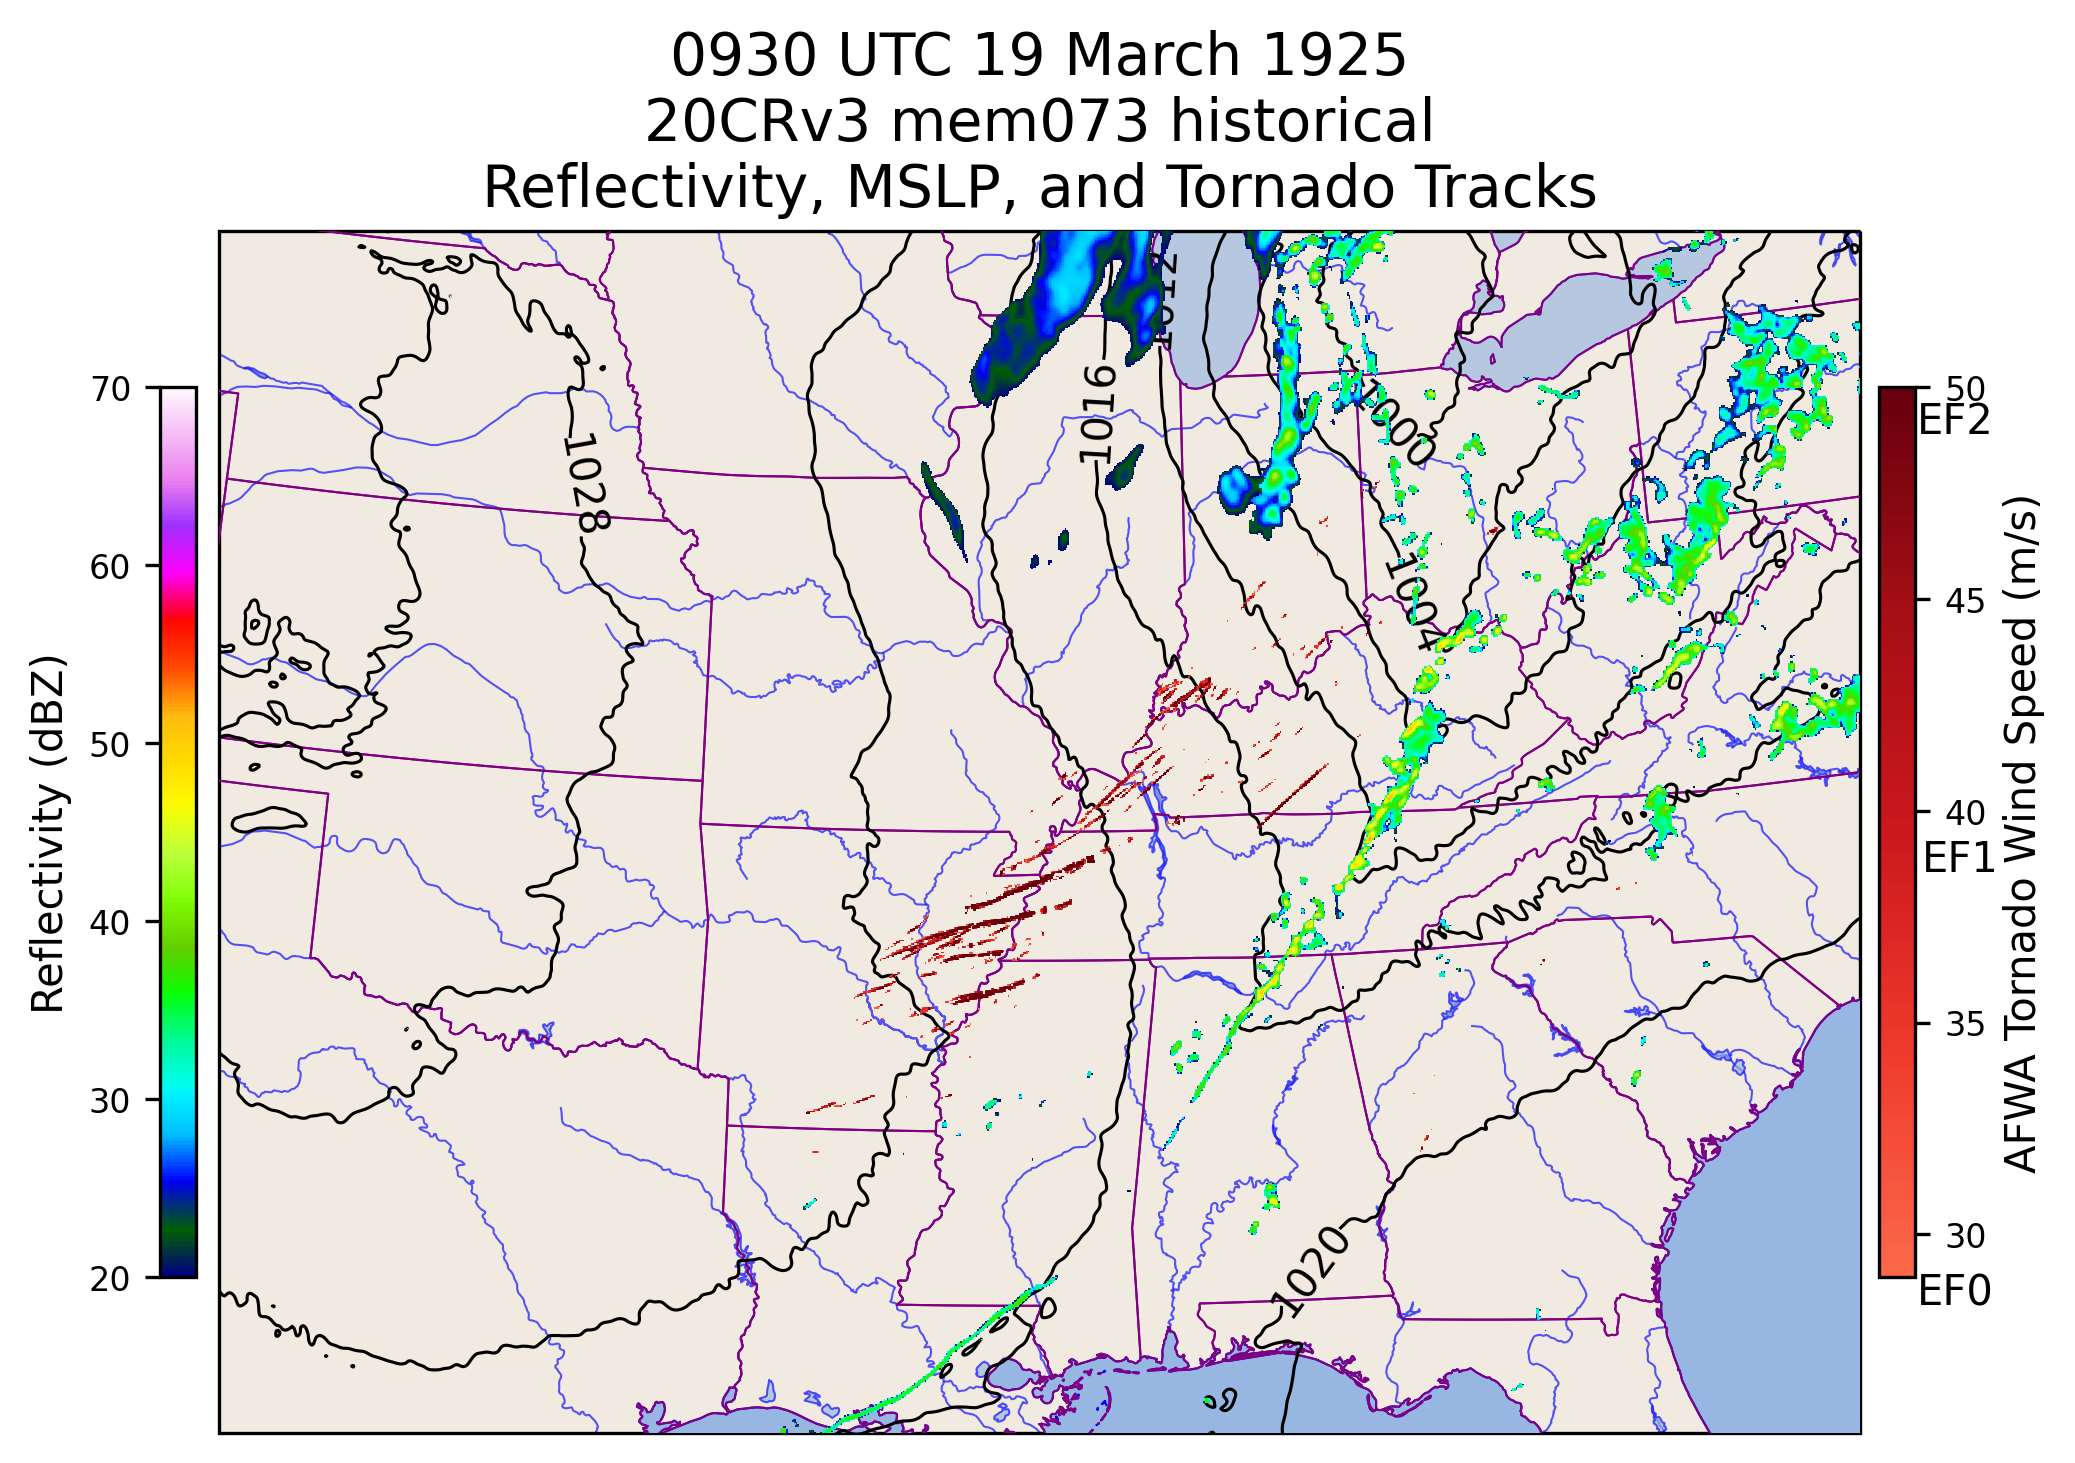 0930 UTC 19 March 1925
20CRv3 mem073 historical
Reflectivity, MSLP, and Tornado Tracks
Reflectivity (dBZ)
70
60
50
40
30
20
1028
1016
1012
1000
1004
1020
50
EF2
45
40
EF1
35
30
EF0
AFWA Tornado Wind Speed (m/s)